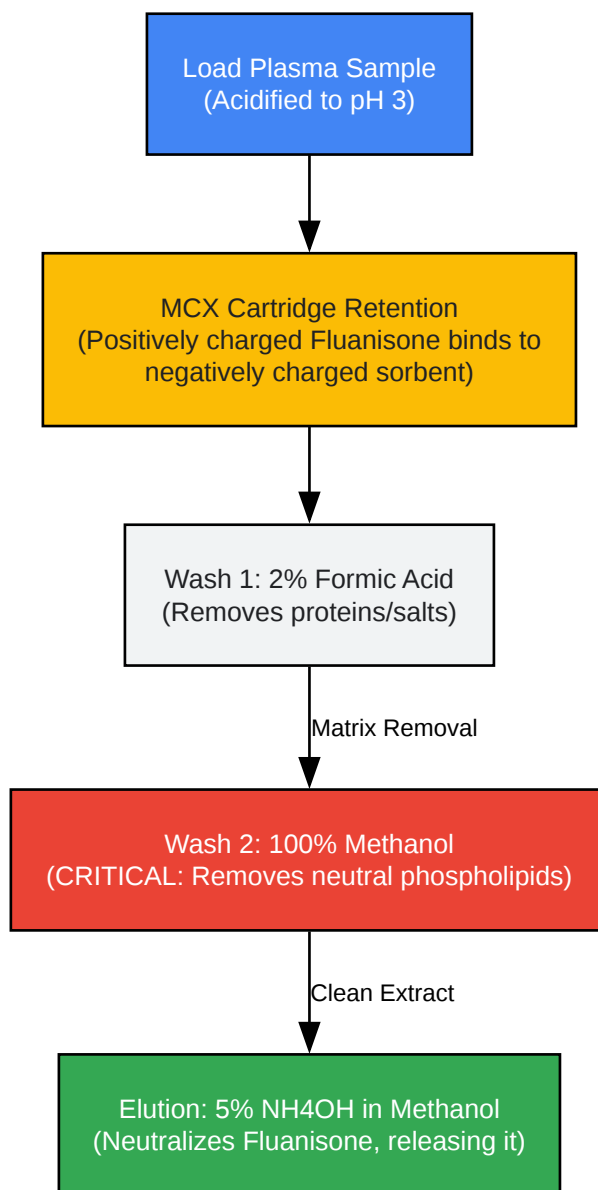 Load Plasma Sample
(Acidified to pH 3)
MCX Cartridge Retention
(Positively charged Fluanisone binds to
negatively charged sorbent)
Wash 1: 2% Formic Acid
(Removes proteins/salts)
Matrix Removal
Wash 2: 100% Methanol
(CRITICAL: Removes neutral phospholipids)
Clean Extract
Elution: 5% NH4OH in Methanol
(Neutralizes Fluanisone, releasing it)